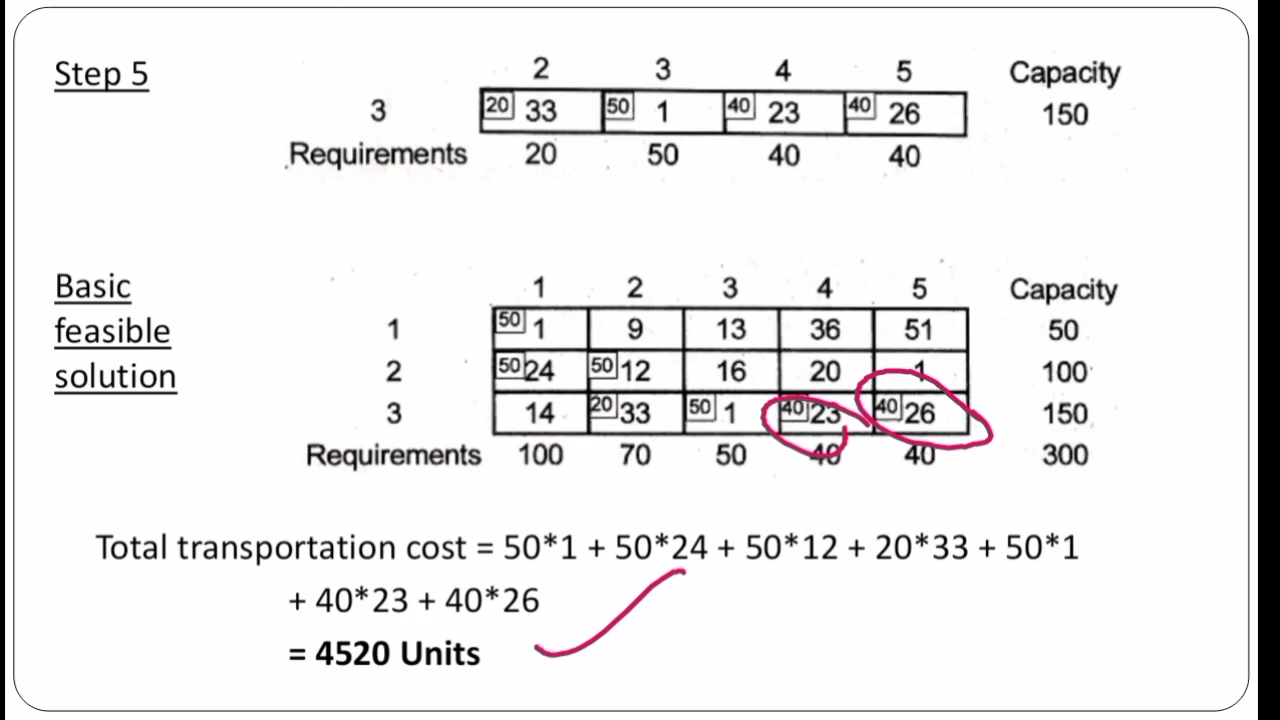 Step 5
2 3 4 5 Capacity
3 20 33 50 1 40 23 40 26 150
Requirements 20 50 40 40
Basic
feasible
solution
1 2 3 4 5 Capacity
1 50 1 9 13 36 51 50
2 50 24 50 12 16 20 1 100
3 14 20 33 50 1 40 23 40 26 150
Requirements 100 70 50 40 40 300
Total transportation cost = 50*1 + 50*24 + 50*12 + 20*33 + 50*1
+ 40*23 + 40*26
= 4520 Units